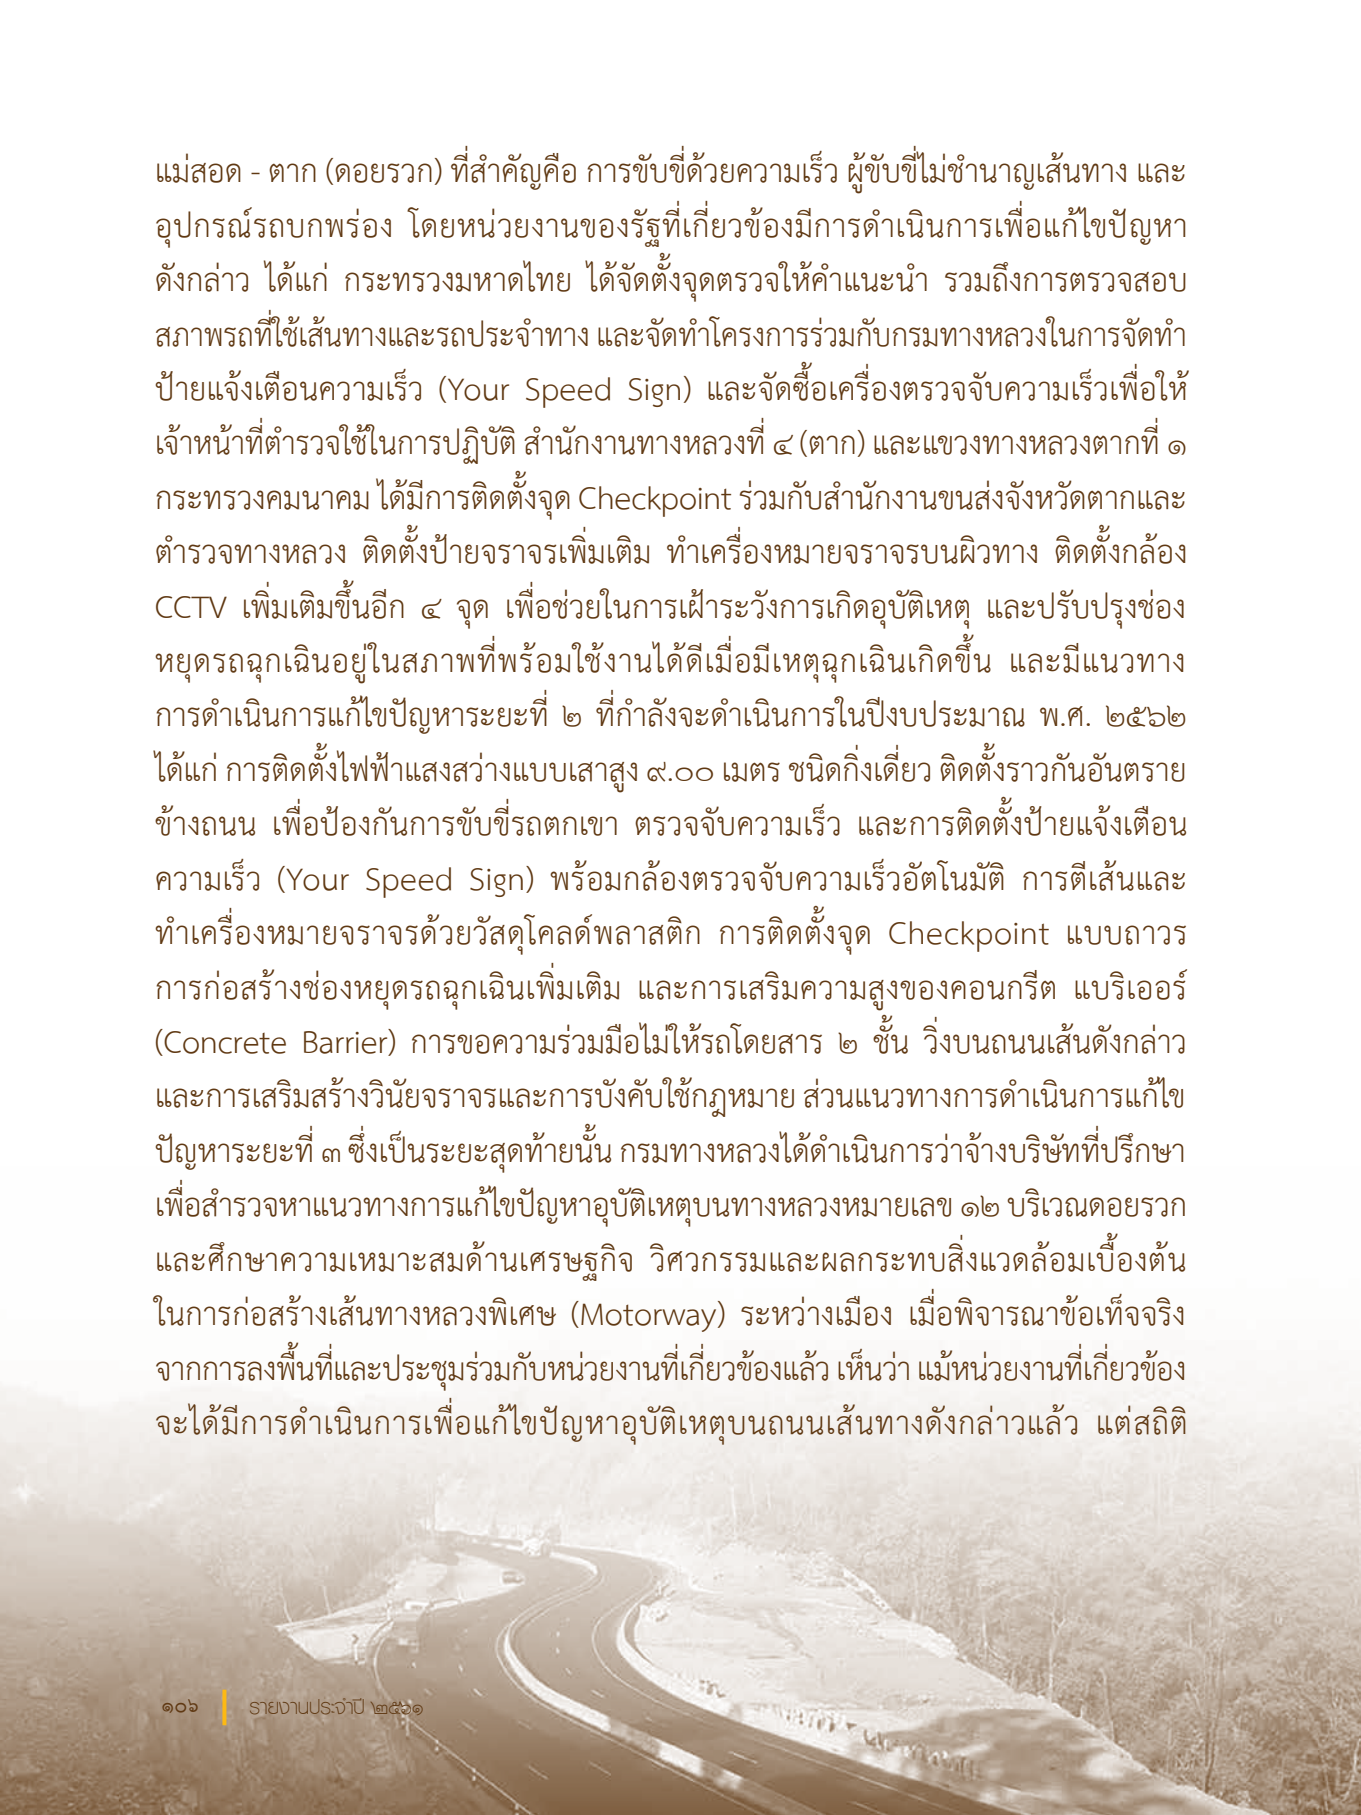 แม่สอด - ตาก (ดอยรวก) ที่สำคัญคือ การขับขี่ด้วยความเร็ว ผู้ขับขี่ไม่ชำนาญเส้นทาง และ
อุปกรณ์รถบกพร่อง โดยหน่วยงานของรัฐที่เกี่ยวข้องมีการดำเนินการเพื่อแก้ไขปัญหา
ดังกล่าว ได้แก่ กระทรวงมหาดไทย ได้จัดตั้งจุดตรวจให้คำแนะนำ รวมถึงการตรวจสอบ
สภาพรถที่ใช้เส้นทางและรถประจำทาง และจัดทำโครงการร่วมกับกรมทางหลวงในการจัดทำ
ป้ายแจ้งเตือนความเร็ว (Your Speed Sign) และจัดซื้อเครื่องตรวจจับความเร็วเพื่อให้
เจ้าหน้าที่ตำรวจใช้ในการปฏิบัติ สำนักงานทางหลวงที่ ๔ (ตาก) และแขวงทางหลวงตากที่ ๑
กระทรวงคมนาคม ได้มีการติดตั้งจุด Checkpoint ร่วมกับสำนักงานขนส่งจังหวัดตากและ
ตำรวจทางหลวง ติดตั้งป้ายจราจรเพิ่มเติม ทำเครื่องหมายจราจรบนผิวทาง ติดตั้งกล้อง
CCTV เพิ่มเติมขึ้นอีก ๔ จุด เพื่อช่วยในการเฝ้าระวังการเกิดอุบัติเหตุ และปรับปรุงช่อง
หยุดรถฉุกเฉินอยู่ในสภาพที่พร้อมใช้งานได้ดีเมื่อมีเหตุฉุกเฉินเกิดขึ้น และมีแนวทาง
การดำเนินการแก้ไขปัญหาระยะที่ ๒ ที่กำลังจะดำเนินการในปีงบประมาณ พ.ศ. ๒๕๖๒
ได้แก่ การติดตั้งไฟฟ้าแสงสว่างแบบเสาสูง ๙.๐๐ เมตร ชนิดกิ่งเดี่ยว ติดตั้งราวกันอันตราย
ข้างถนน เพื่อป้องกันการขับขี่รถตกเขา ตรวจจับความเร็ว และการติดตั้งป้ายแจ้งเตือน
ความเร็ว (Your Speed Sign) พร้อมกล้องตรวจจับความเร็วอัตโนมัติ การตีเส้นและ
ทำเครื่องหมายจราจรด้วยวัสดุโคลด์พลาสติก การติดตั้งจุด Checkpoint แบบถาวร
การก่อสร้างช่องหยุดรถฉุกเฉินเพิ่มเติม และการเสริมความสูงของคอนกรีต แบริเออร์
(Concrete Barrier) การขอความร่วมมือไม่ให้รถโดยสาร ๒ ชั้น วิ่งบนถนนเส้นดังกล่าว
และการเสริมสร้างวินัยจราจรและการบังคับใช้กฎหมาย ส่วนแนวทางการดำเนินการแก้ไข
ปัญหาระยะที่ ๓ ซึ่งเป็นระยะสุดท้ายนั้น กรมทางหลวงได้ดำเนินการว่าจ้างบริษัทที่ปรึกษา
เพื่อสำรวจหาแนวทางการแก้ไขปัญหาอุบัติเหตุบนทางหลวงหมายเลข ๑๒ บริเวณดอยรวก
และศึกษาความเหมาะสมด้านเศรษฐกิจ วิศวกรรมและผลกระทบสิ่งแวดล้อมเบื้องต้น
ในการก่อสร้างเส้นทางหลวงพิเศษ (Motorway) ระหว่างเมือง เมื่อพิจารณาข้อเท็จจริง
จากการลงพื้นที่และประชุมร่วมกับหน่วยงานที่เกี่ยวข้องแล้ว เห็นว่า แม้หน่วยงานที่เกี่ยวข้อง
จะได้มีการดำเนินการเพื่อแก้ไขปัญหาอุบัติเหตุบนถนนเส้นทางดังกล่าวแล้ว แต่สถิติ
๑๐๖ รายงานประจำปี ๒๕๖๑